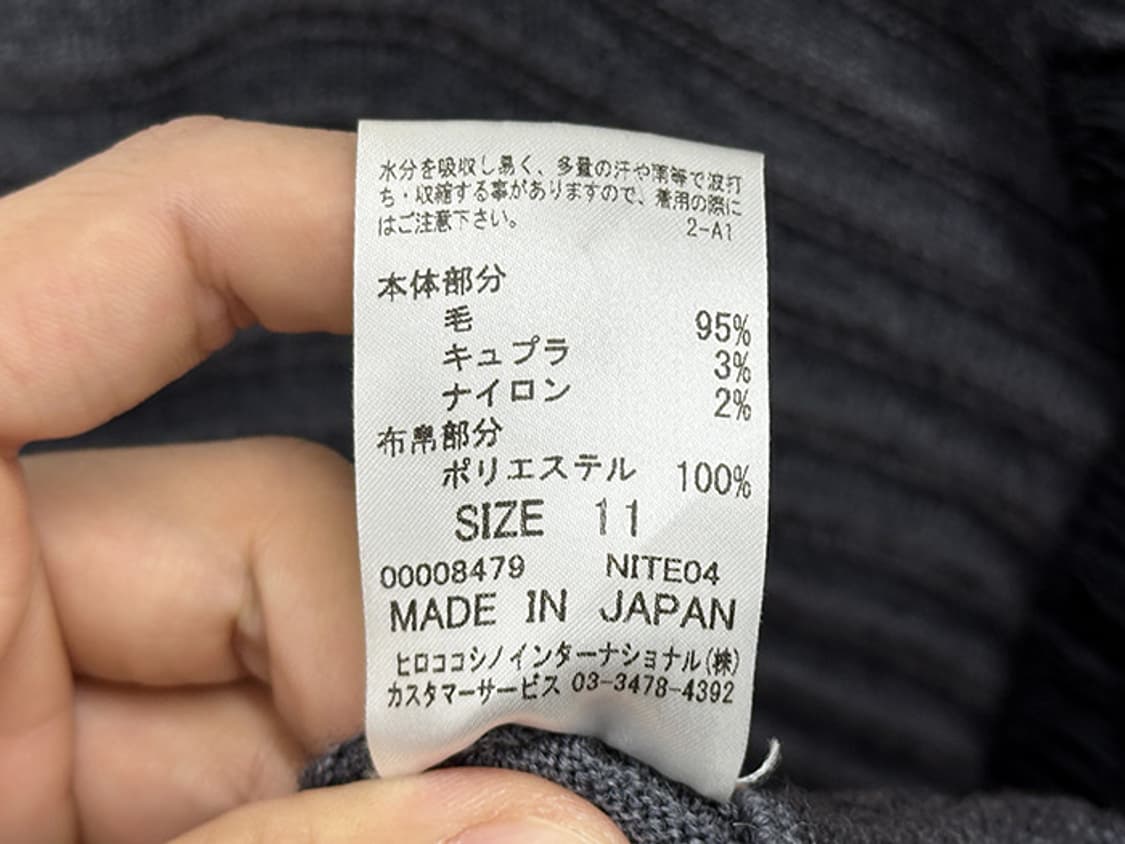 水分を吸収し易く、多量の汗や雨等で波打
ち・収縮する事がありますので、着用の際に
はご注意下さい。 2-A1
本体部分
毛 95%
キュプラ 3%
ナイロン 2%
布帛部分
ポリエステル 100%
SIZE 11
00008479 NITE04
MADE IN JAPAN
ヒロココシノインターナショナル(株)
カスタマーサービス 03-3478-4392